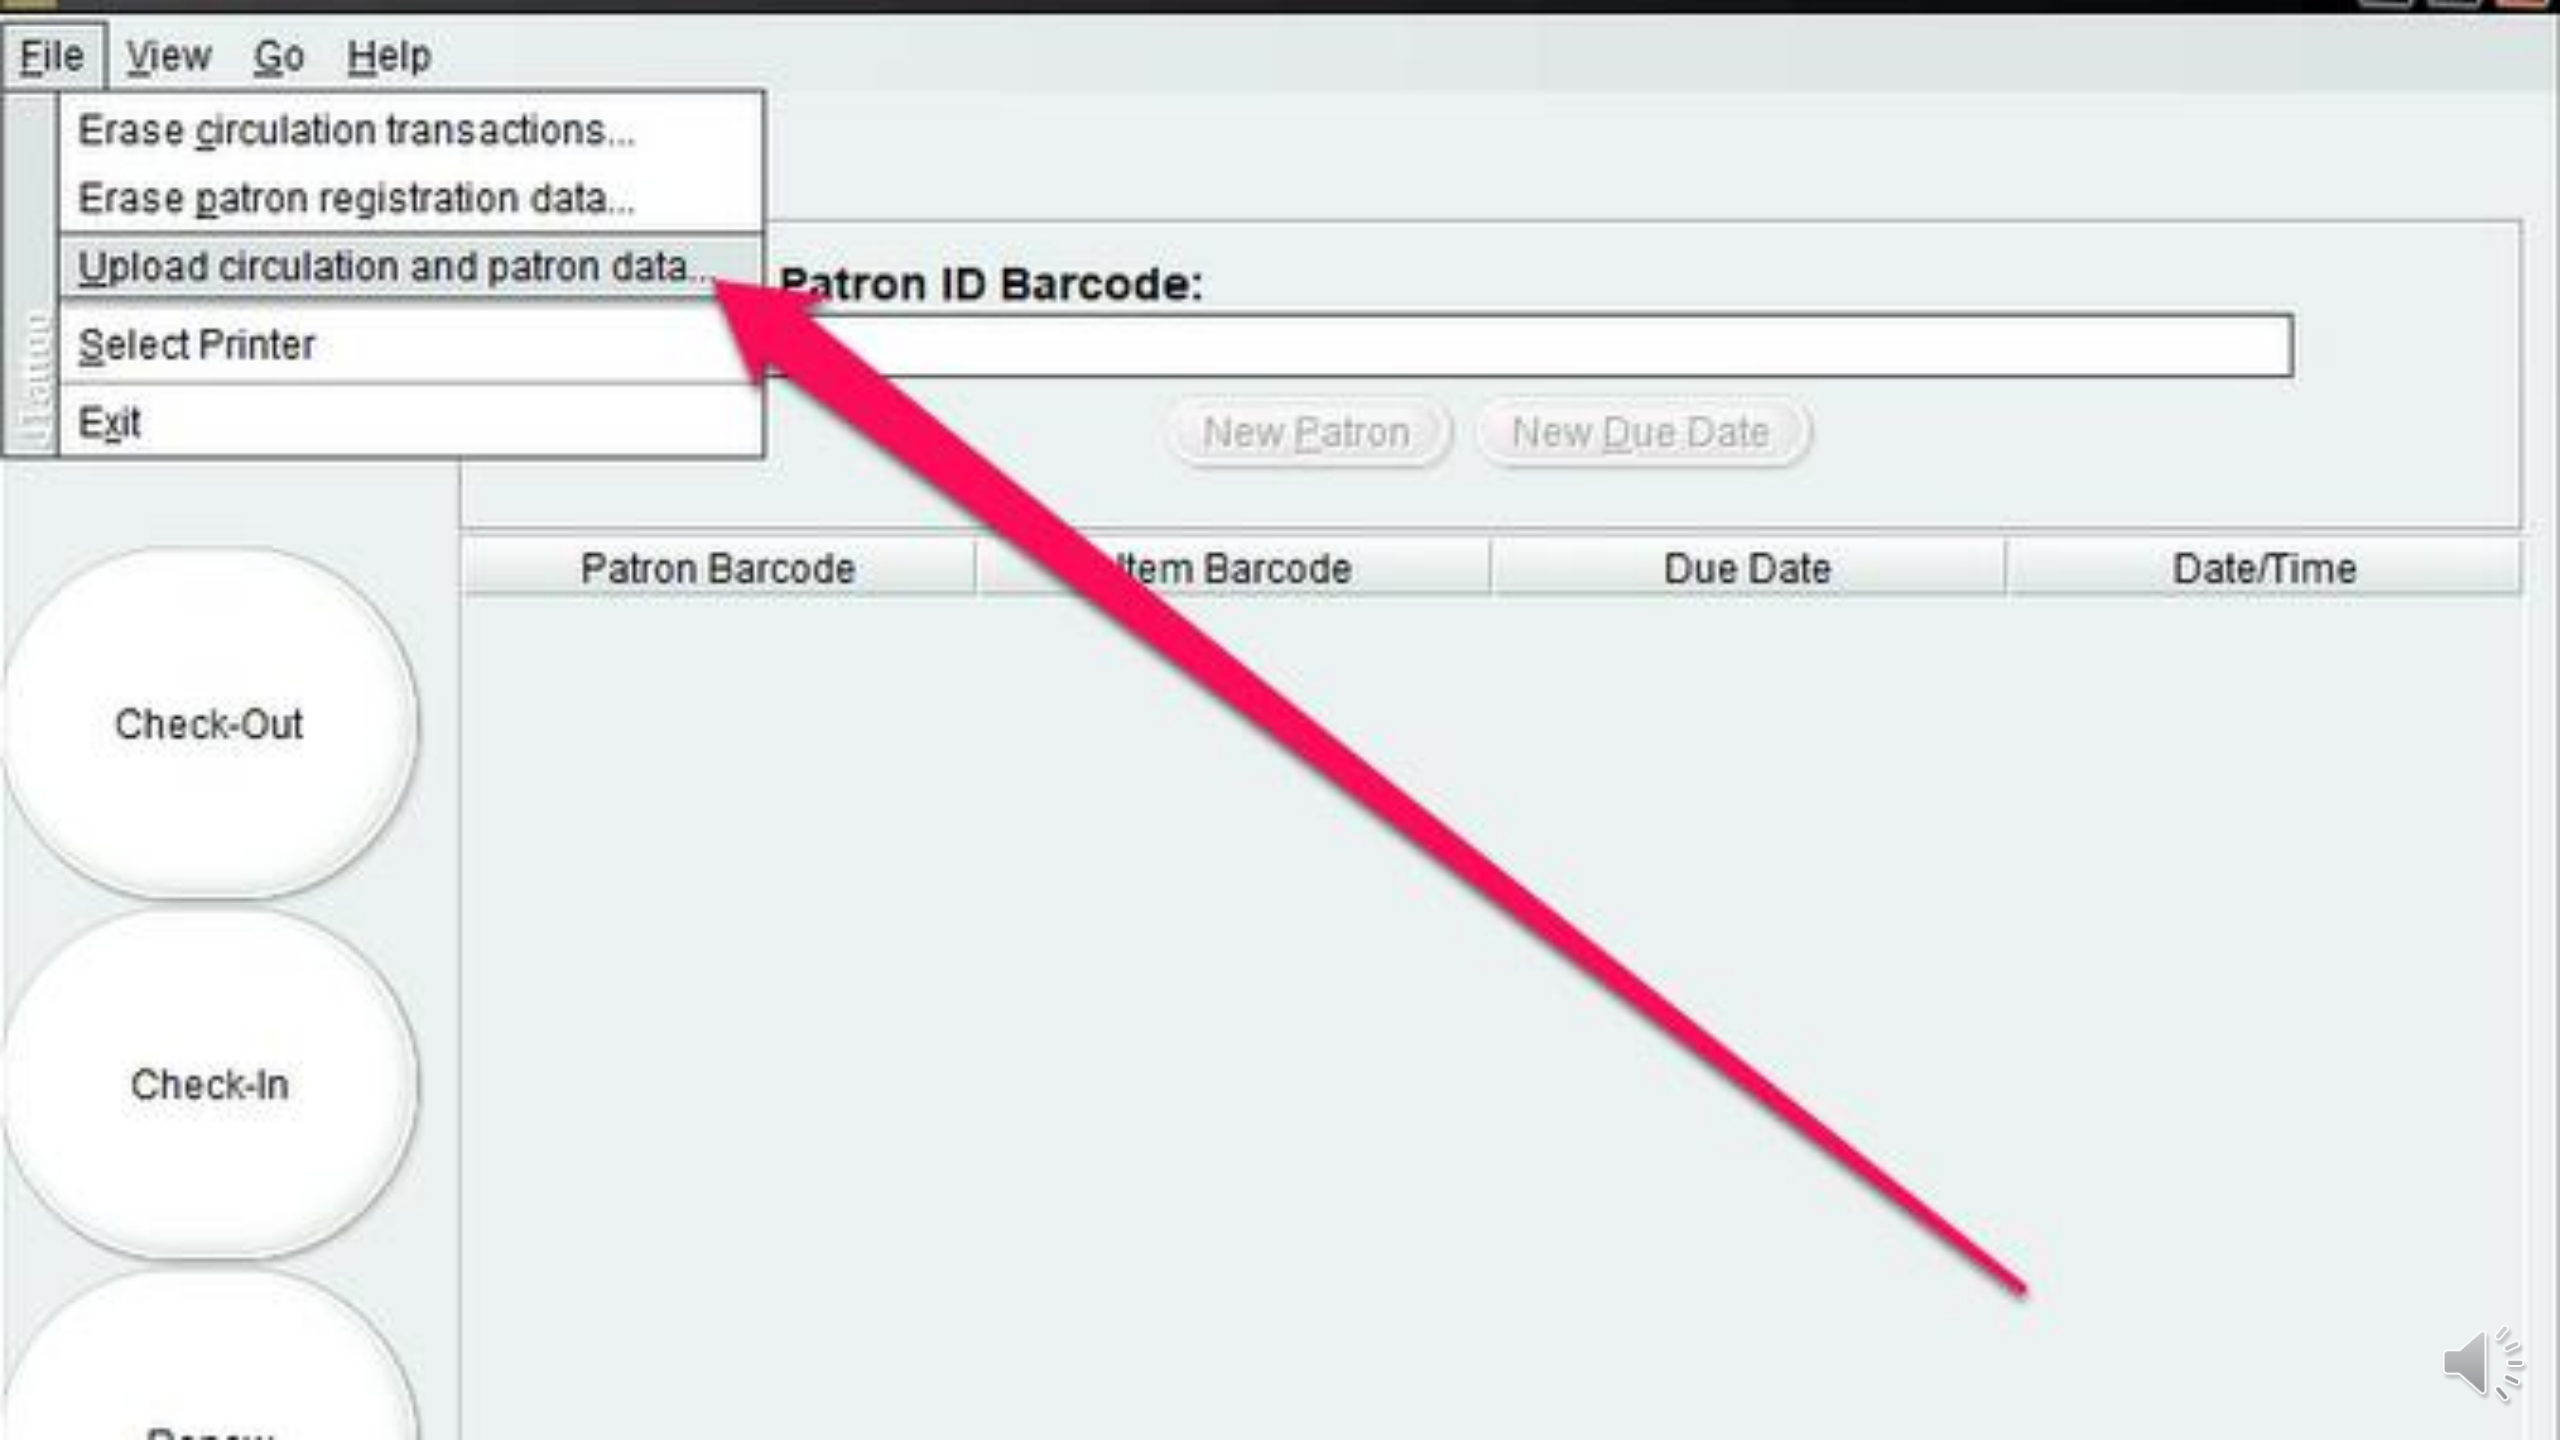 File View Go Help
Erase circulation transactions...
Erase patron registration data...
Upload circulation and patron data...
Select Printer
Exit
Patron ID Barcode:
New Patron New Due Date
Patron Barcode Item Barcode Due Date Date/Time
Check-Out
Check-In